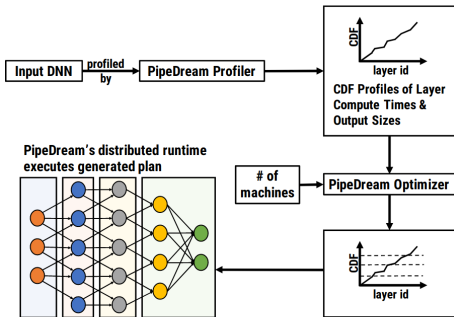 Input DNN
profiled
by
PipeDream Profiler
CDF
layer id
CDF Profiles of Layer
Compute Times &
Output Sizes
PipeDream's distributed runtime
executes generated plan
# of
machines
PipeDream Optimizer
CDF
layer id